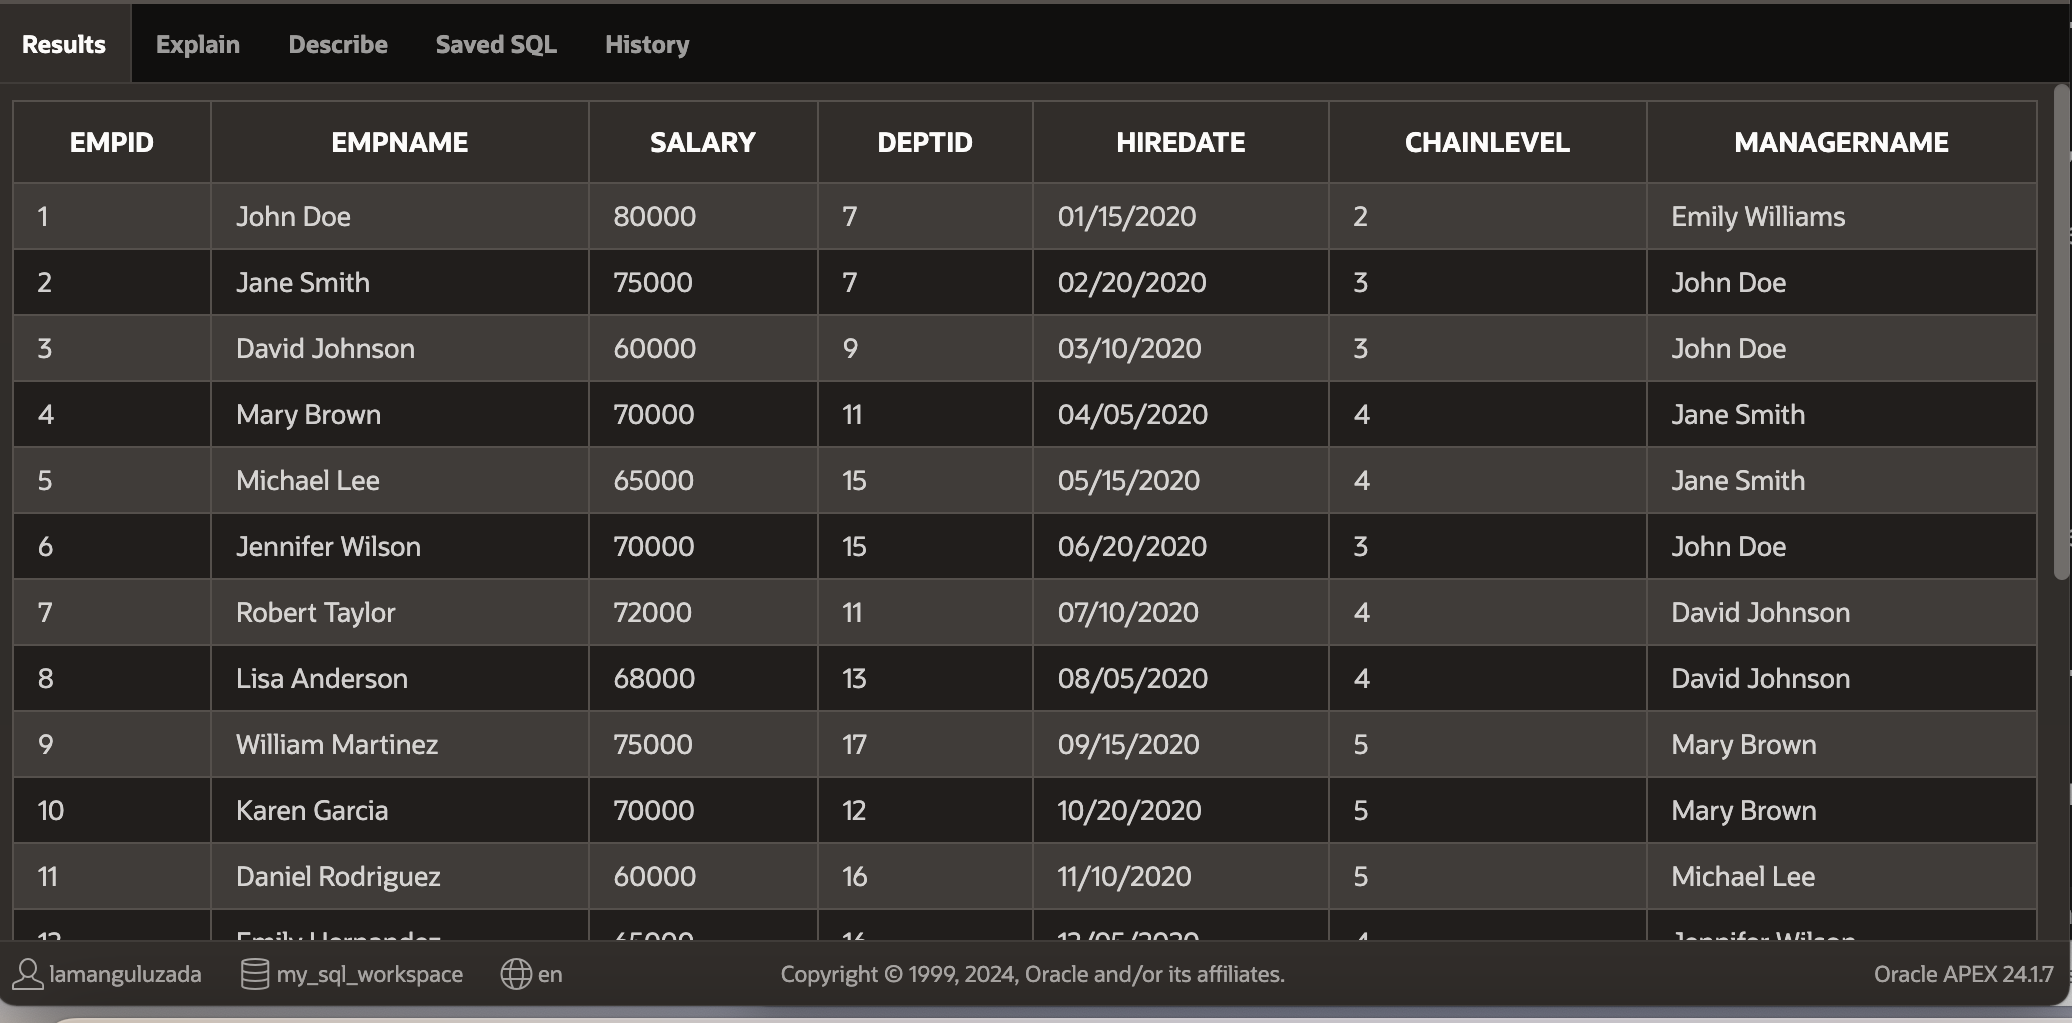 Results Explain Describe Saved SQL History
EMPID EMPNAME SALARY DEPTID HIREDATE CHAINLEVEL MANAGERNAME
1 John Doe 80000 7 01/15/2020 2 Emily Williams
2 Jane Smith 75000 7 02/20/2020 3 John Doe
3 David Johnson 60000 9 03/10/2020 3 John Doe
4 Mary Brown 70000 11 04/05/2020 4 Jane Smith
5 Michael Lee 65000 15 05/15/2020 4 Jane Smith
6 Jennifer Wilson 70000 15 06/20/2020 3 John Doe
7 Robert Taylor 72000 11 07/10/2020 4 David Johnson
8 Lisa Anderson 68000 13 08/05/2020 4 David Johnson
9 William Martinez 75000 17 09/15/2020 5 Mary Brown
10 Karen Garcia 70000 12 10/20/2020 5 Mary Brown
11 Daniel Rodriguez 60000 16 11/10/2020 5 Michael Lee
Emily Hernandez 4 Jennifer Wilson
lamanguluzada my_sql_workspace en Copyright © 1999, 2024, Oracle and/or its affiliates. Oracle APEX 24.1.7